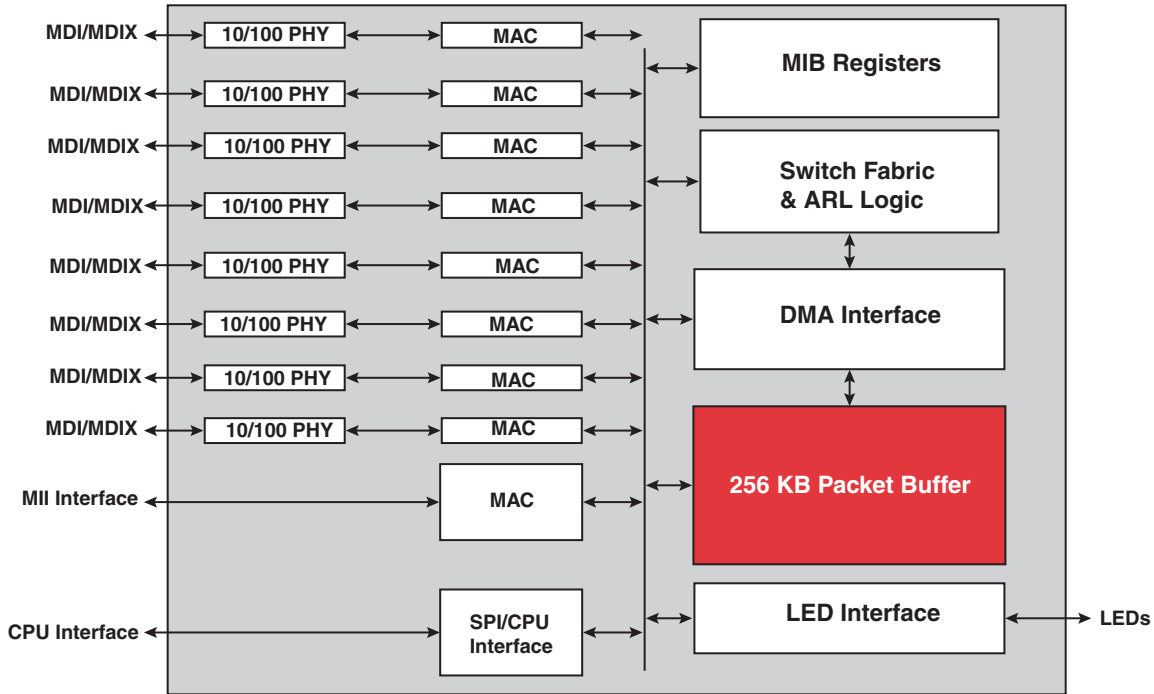 MDI/MDIX 10/100 PHY MAC
MDI/MDIX 10/100 PHY MAC
MDI/MDIX 10/100 PHY MAC
MDI/MDIX 10/100 PHY MAC
MDI/MDIX 10/100 PHY MAC
MDI/MDIX 10/100 PHY MAC
MDI/MDIX 10/100 PHY MAC
MDI/MDIX 10/100 PHY MAC
MII Interface MAC
CPU Interface
SPI/CPU
Interface
MIB Registers
Switch Fabric
& ARL Logic
DMA Interface
256 KB Packet Buffer
LED Interface
LEDs